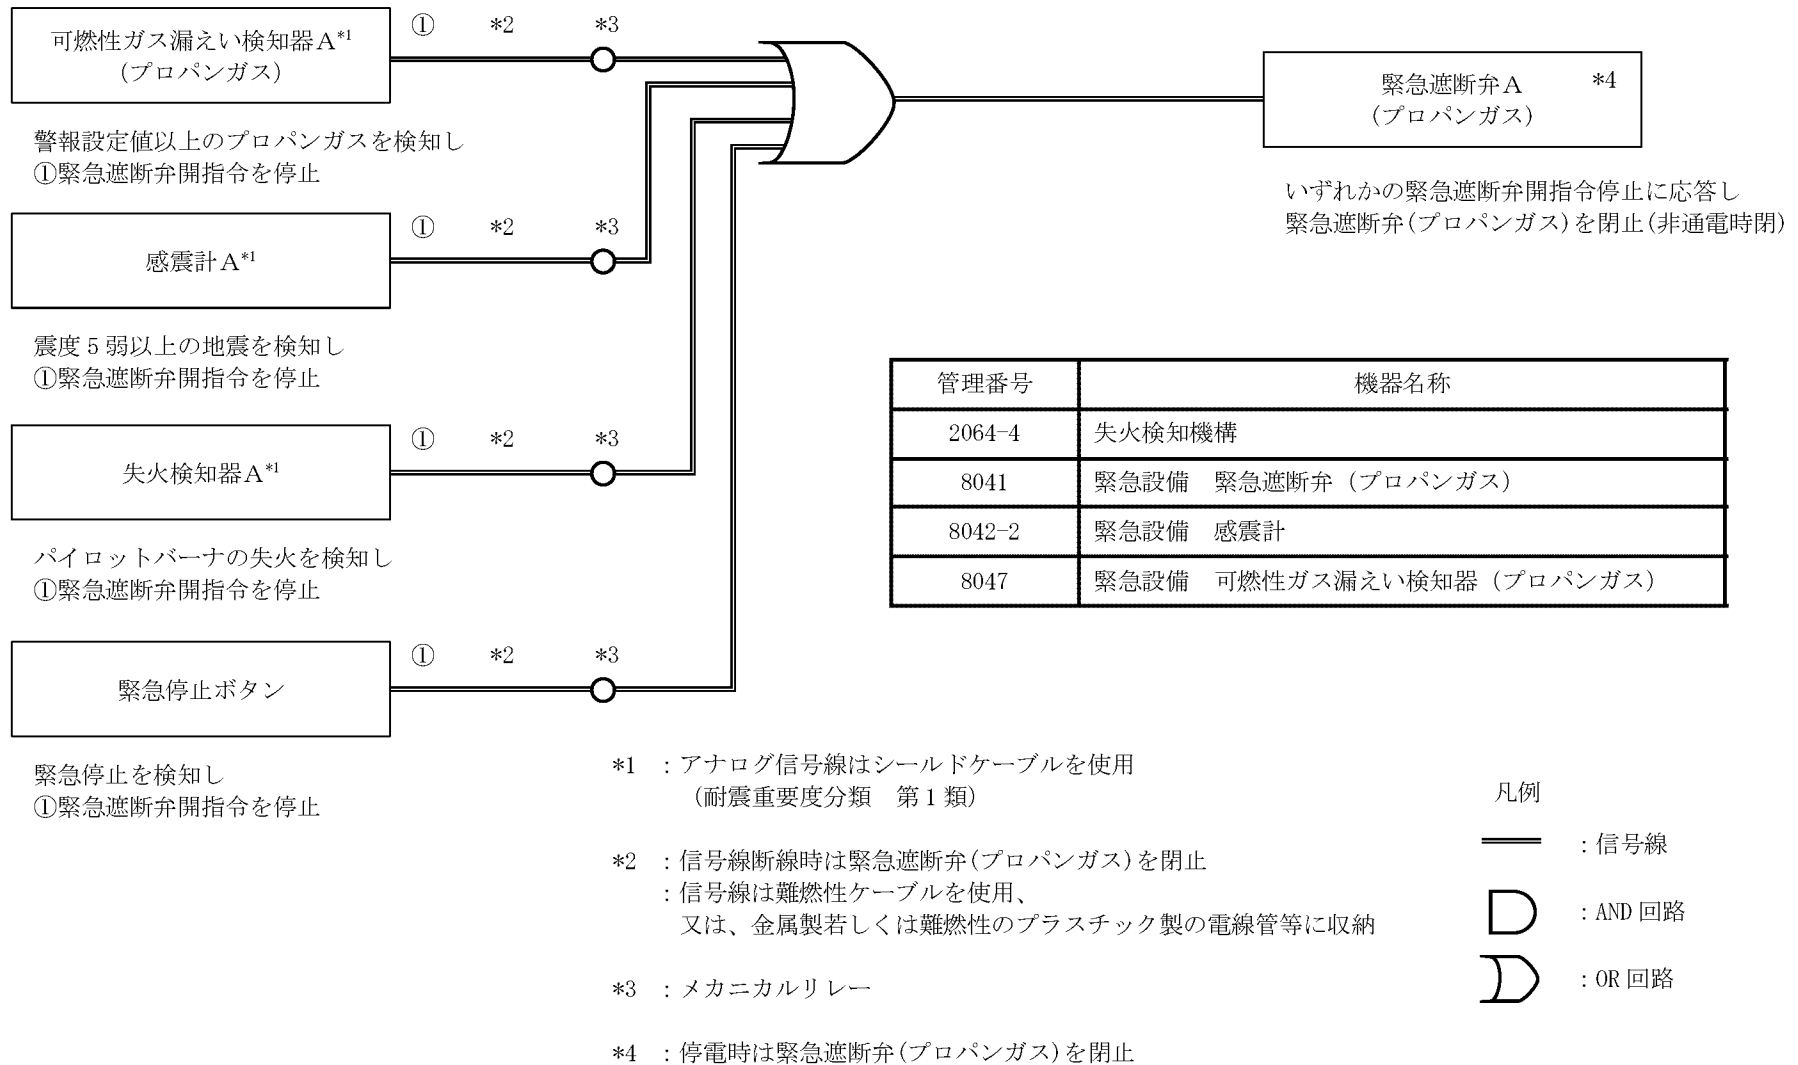 可燃性ガス漏えい検知器A*1
(プロパンガス)
① *2 *3
警報設定値以上のプロパンガスを検知し
①緊急遮断弁開指令を停止
感震計A*1
① *2 *3
震度5弱以上の地震を検知し
①緊急遮断弁開指令を停止
失火検知器A*1
① *2 *3
パイロットバーナの失火を検知し
①緊急遮断弁開指令を停止
緊急停止ボタン
① *2 *3
緊急停止を検知し
①緊急遮断弁開指令を停止
緊急遮断弁A *4
(プロパンガス)
いずれかの緊急遮断弁開指令停止に応答し
緊急遮断弁(プロパンガス)を閉止(非通電時閉)
管理番号 機器名称
2064-4 失火検知機構
8041 緊急設備 緊急遮断弁(プロパンガス)
8042-2 緊急設備 感震計
8047 緊急設備 可燃性ガス漏えい検知器(プロパンガス)
*1 :アナログ信号線はシールドケーブルを使用
(耐震重要度分類 第1類)
*2 :信号線断線時は緊急遮断弁(プロパンガス)を閉止
:信号線は難燃性ケーブルを使用、
又は、金属製若しくは難燃性のプラスチック製の電線管等に収納
*3 :メカニカルリレー
*4 :停電時は緊急遮断弁(プロパンガス)を閉止
凡例
:信号線
:AND回路
:OR回路